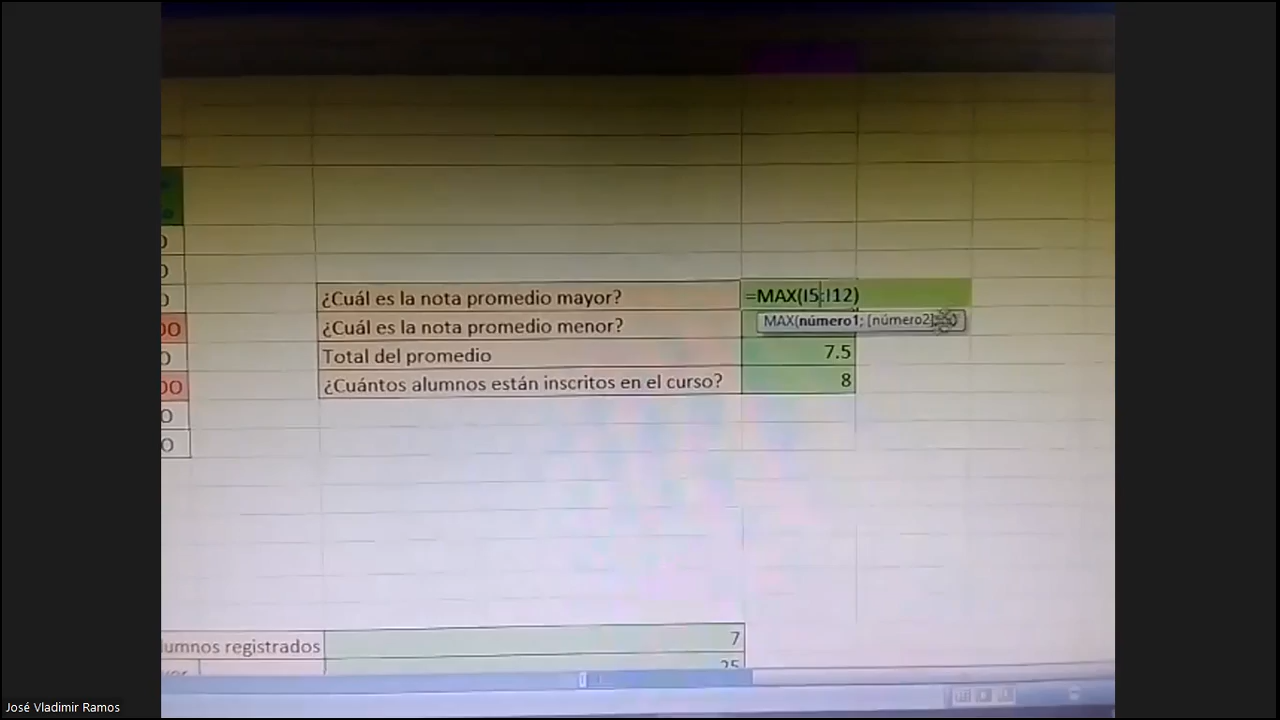 ¿Cuál es la nota promedio mayor? =MAX(I5:I12)
¿Cuál es la nota promedio menor? MAX(número1; [número2];
Total del promedio 7.5
¿Cuántos alumnos están inscritos en el curso? 8
lumnos registrados 7
25
José Vladimir Ramos